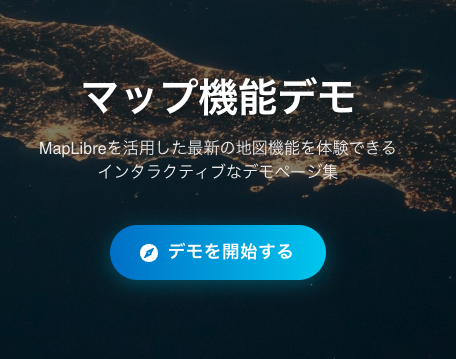 マップ機能デモ
MapLibreを活用した最新の地図機能を体験できる
インタラクティブなデモページ集
デモを開始する